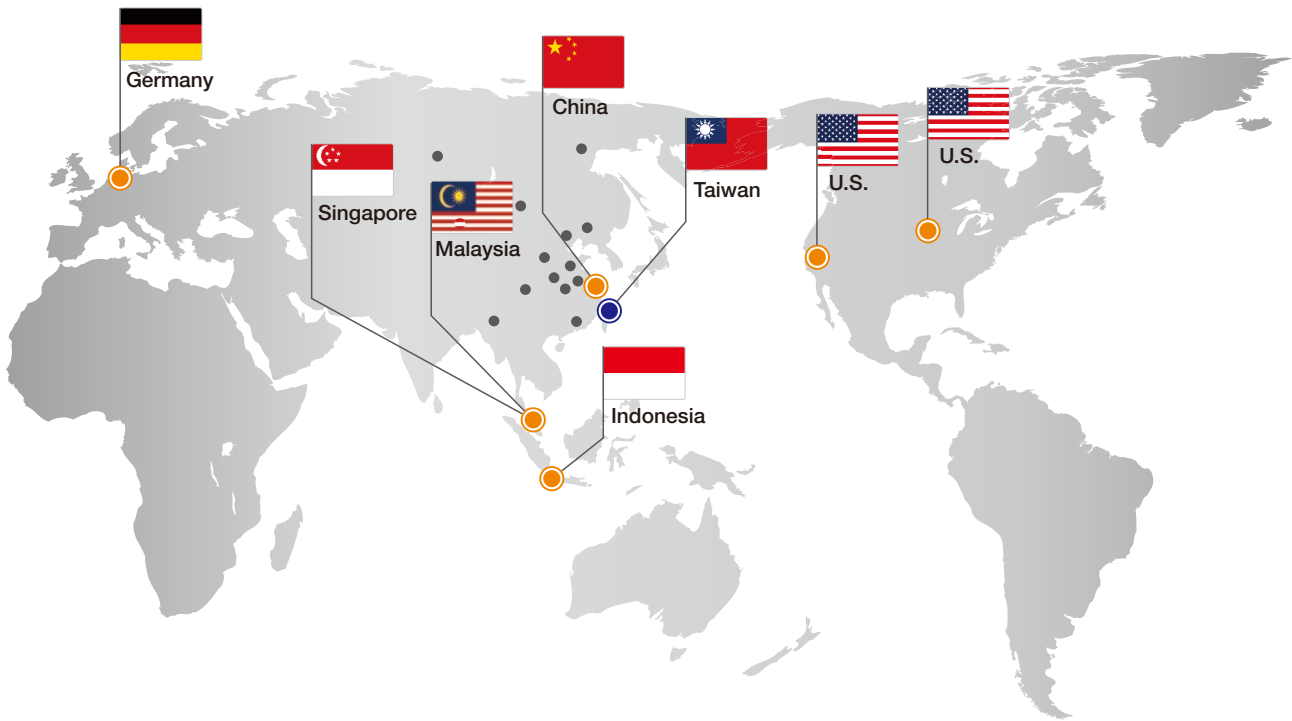 Germany
China
Singapore
Malaysia
Taiwan
U.S.
U.S.
Indonesia